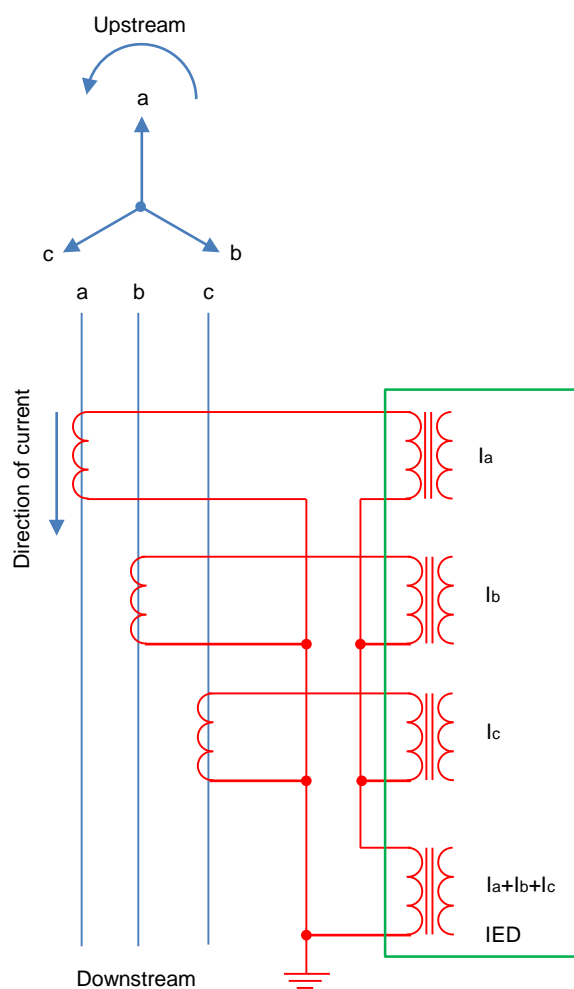 Upstream
a
c
b
a b c
Direction of current
Ia
Ib
Ic
Ia+Ib+Ic
IED
Downstream